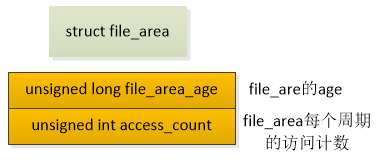 struct file_area
unsigned long file_area_age
file_are的age
unsigned int access_count
file_area每个周期
的访问计数